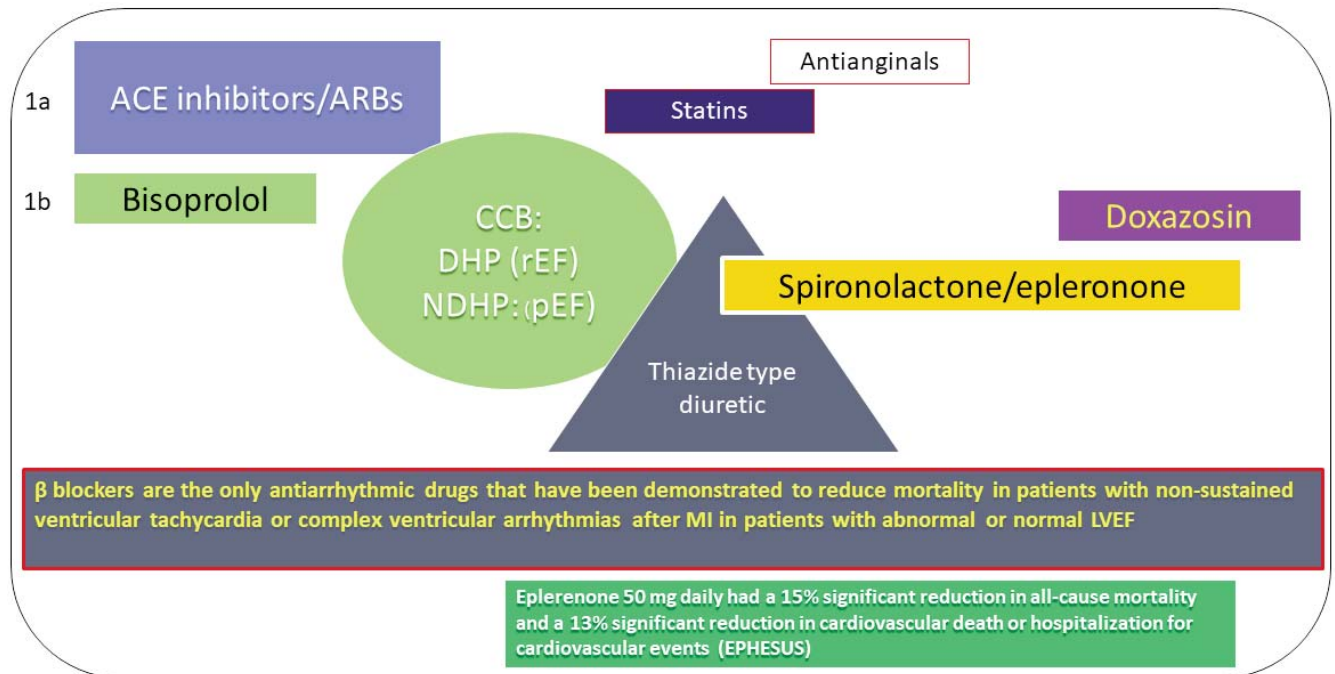 Antianginals
1a
ACE inhibitors/ARBs
Statins
1b
Bisoprolol
CCB:
DHP (rEF)
NDHP: (pEF)
Doxazosin
Spironolactone/epleronone
Thiazide type
diuretic
β blockers are the only antiarrhythmic drugs that have been demonstrated to reduce mortality in patients with non-sustained
ventricular tachycardia or complex ventricular arrhythmias after MI in patients with abnormal or normal LVEF
Eplerenone 50 mg daily had a 15% significant reduction in all-cause mortality
and a 13% significant reduction in cardiovascular death or hospitalization for
cardiovascular events (EPHESUS)